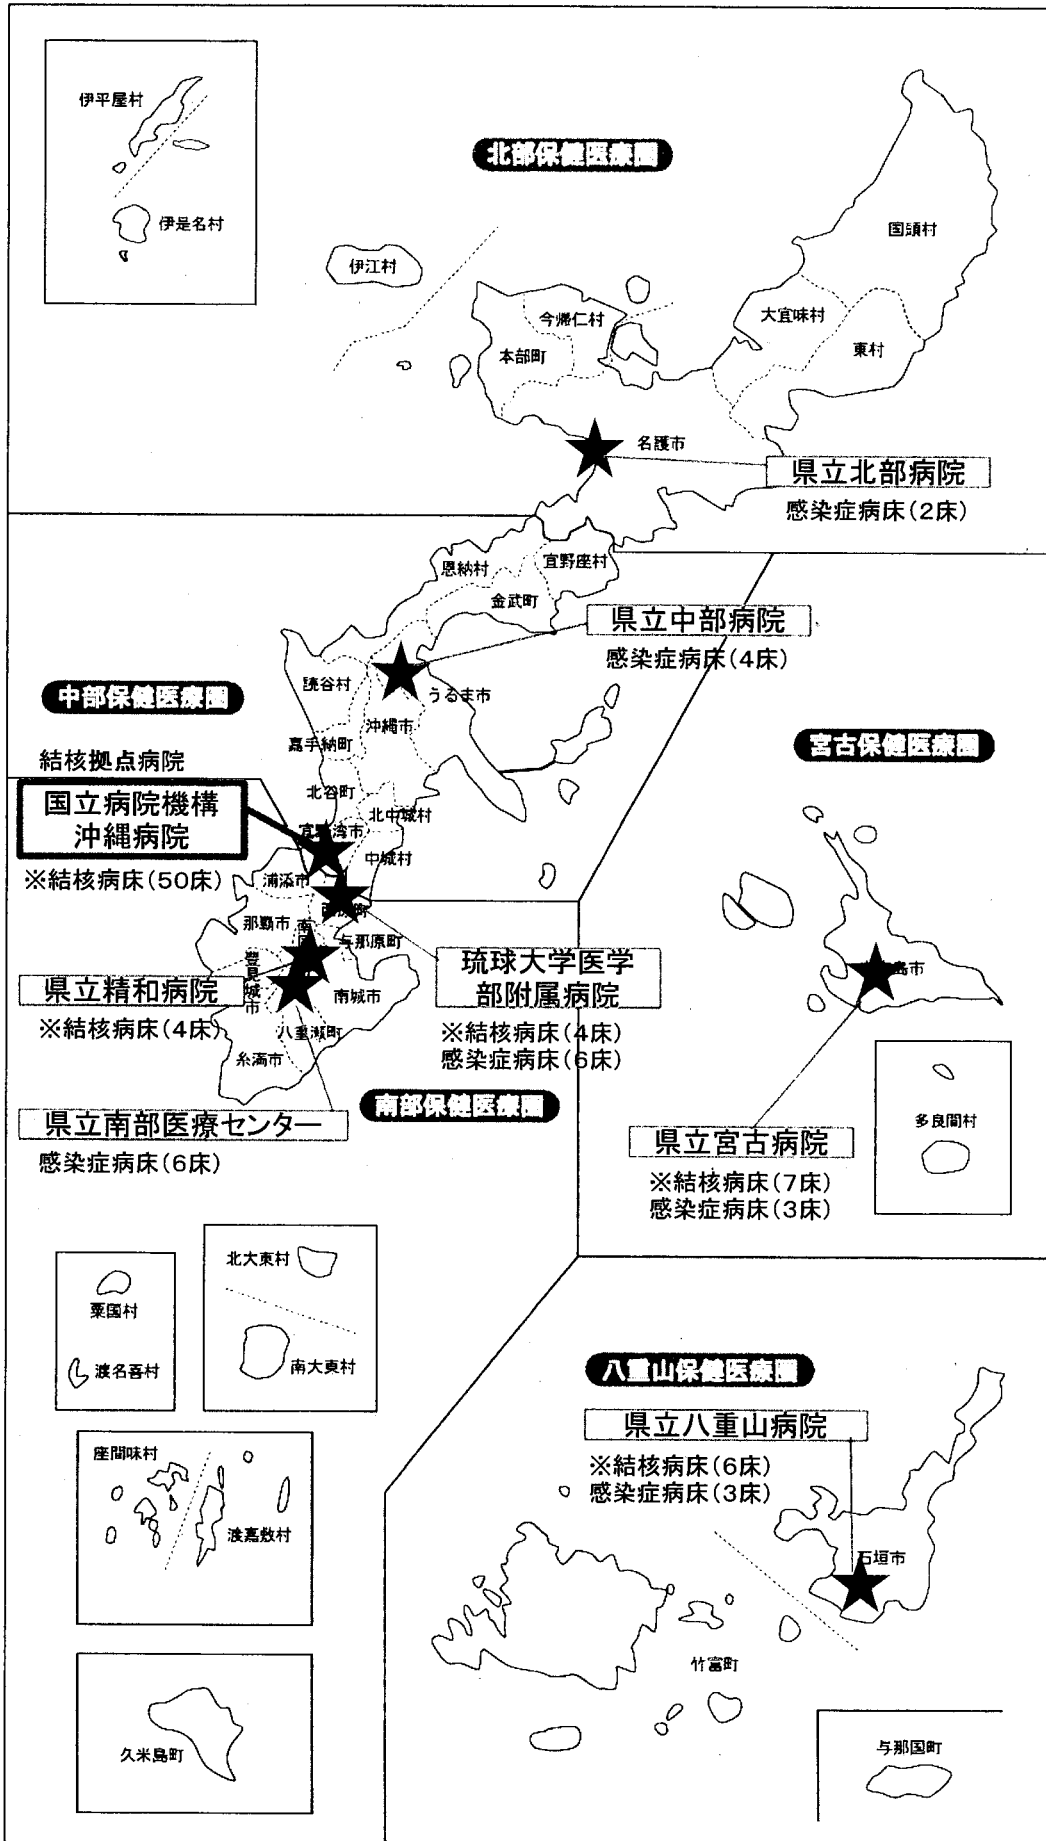 伊平屋村
伊是名村
北部保健医療圏
国頭村
伊江村
今帰仁村
大宜味村
本部町
東村
名護市
県立北部病院
感染症病床(2床)
恩納村
宜野座村
金武町
県立中部病院
感染症病床(4床)
中部保健医療圏
読谷村
うるま市
沖縄市
嘉手納町
結核拠点病院
国立病院機構
沖縄病院
※結核病床(50床)
北谷町
北中城村
中城村
宮古保健医療圏
浦添市
那覇市
与那原町
南城市
県立精和病院
※結核病床(4床)
琉球大学医学
部附属病院
※結核病床(4床)
感染症病床(6床)
八重瀬町
糸満市
南部保健医療圏
県立南部医療センター
感染症病床(6床)
県立宮古病院
※結核病床(7床)
感染症病床(3床)
多良間村
北大東村
南大東村
粟国村
渡名喜村
座間味村
渡嘉敷村
久米島町
八重山保健医療圏
県立八重山病院
※結核病床(6床)
感染症病床(3床)
石垣市
竹富町
与那国町